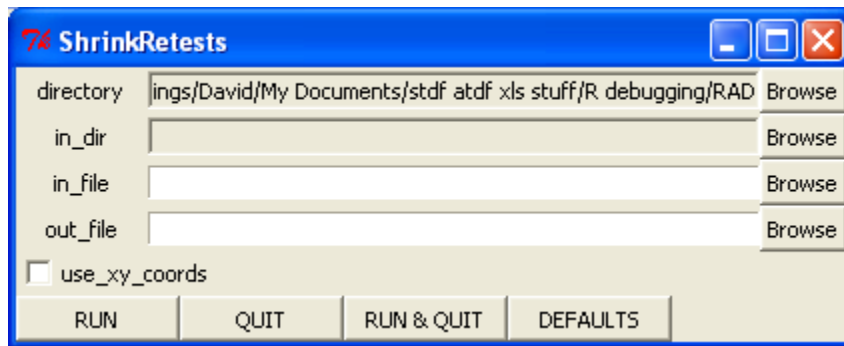 7k ShrinkRetests
directory ings/David/My Documents/stdf atdf xls stuff/R debugging/RAD Browse
in_dir Browse
in_file Browse
out_file Browse
use_xy_coords
RUN QUIT RUN & QUIT DEFAULTS